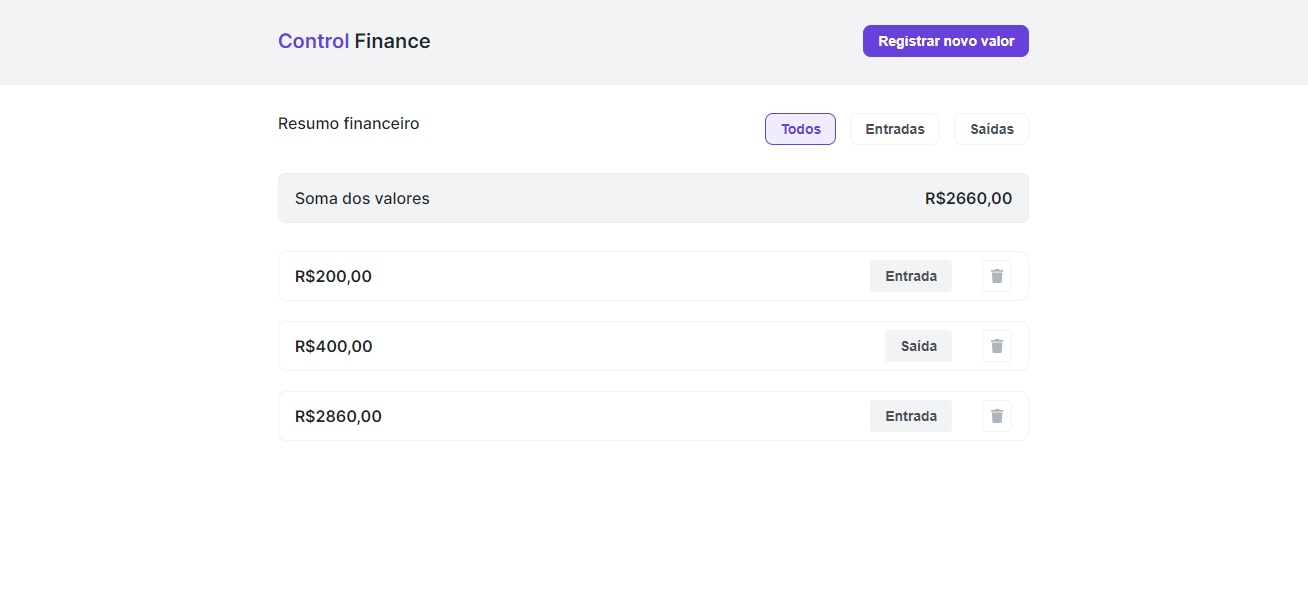 Control Finance
Registrar novo valor
Resumo financeiro
Todos
Entradas
Saídas
Soma dos valores
R$2660,00
R$200,00
Entrada
R$400,00
Saída
R$2860,00
Entrada